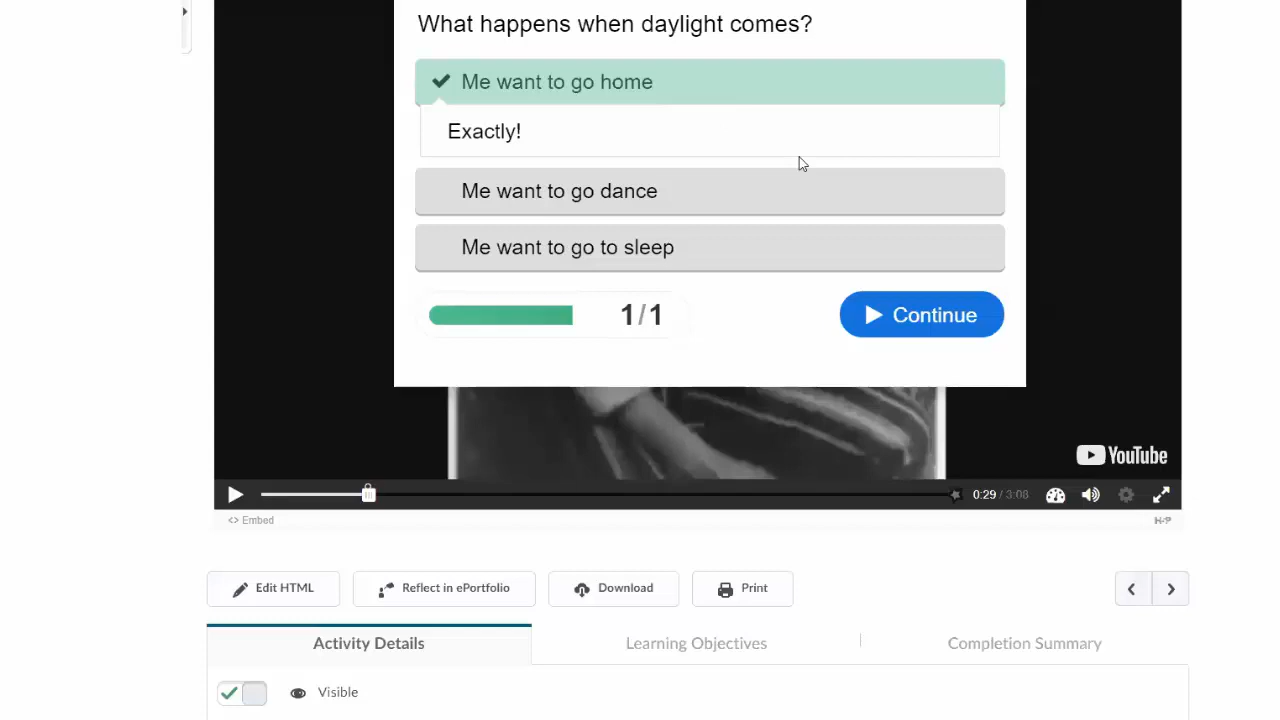 What happens when daylight comes?
Me want to go home
Exactly!
Me want to go dance
Me want to go to sleep
1/1
Continue
YouTube
0:29 / 3:08
<> Embed
H-P
Edit HTML
Reflect in ePortfolio
Download
Print
Activity Details
Learning Objectives
Completion Summary
Visible